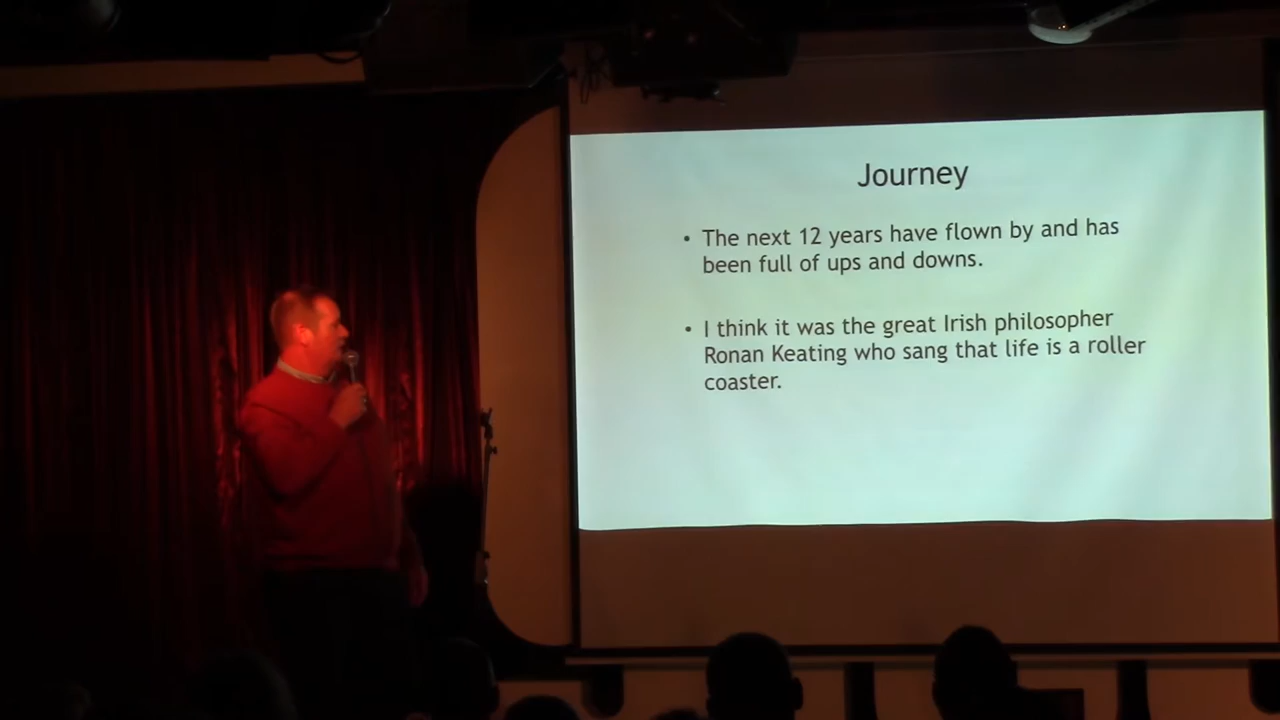 Journey
• The next 12 years have flown by and has
been full of ups and downs.
• I think it was the great Irish philosopher
Ronan Keating who sang that life is a roller
coaster.